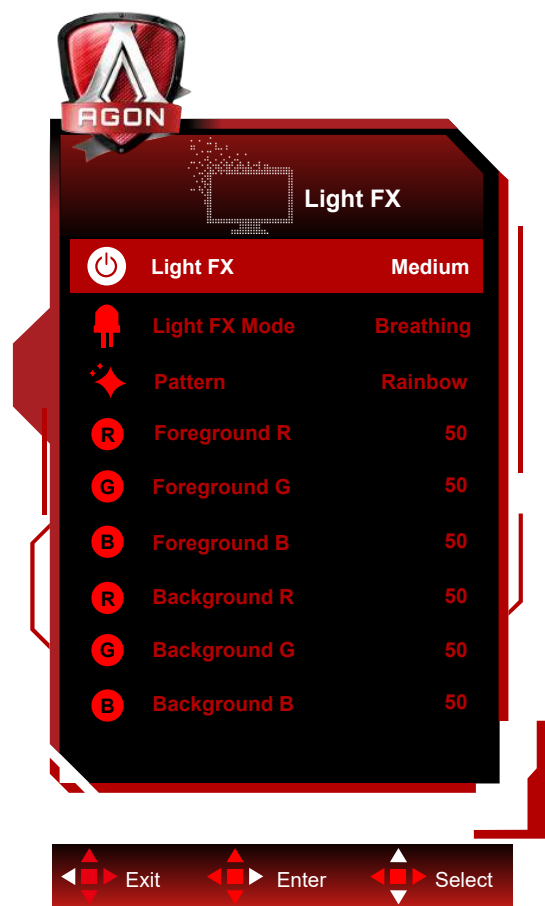 AGON
Light FX
Light FX Medium
Light FX Mode Breathing
Pattern Rainbow
R Foreground R 50
G Foreground G 50
B Foreground B 50
R Background R 50
G Background G 50
B Background B 50
Exit Enter Select